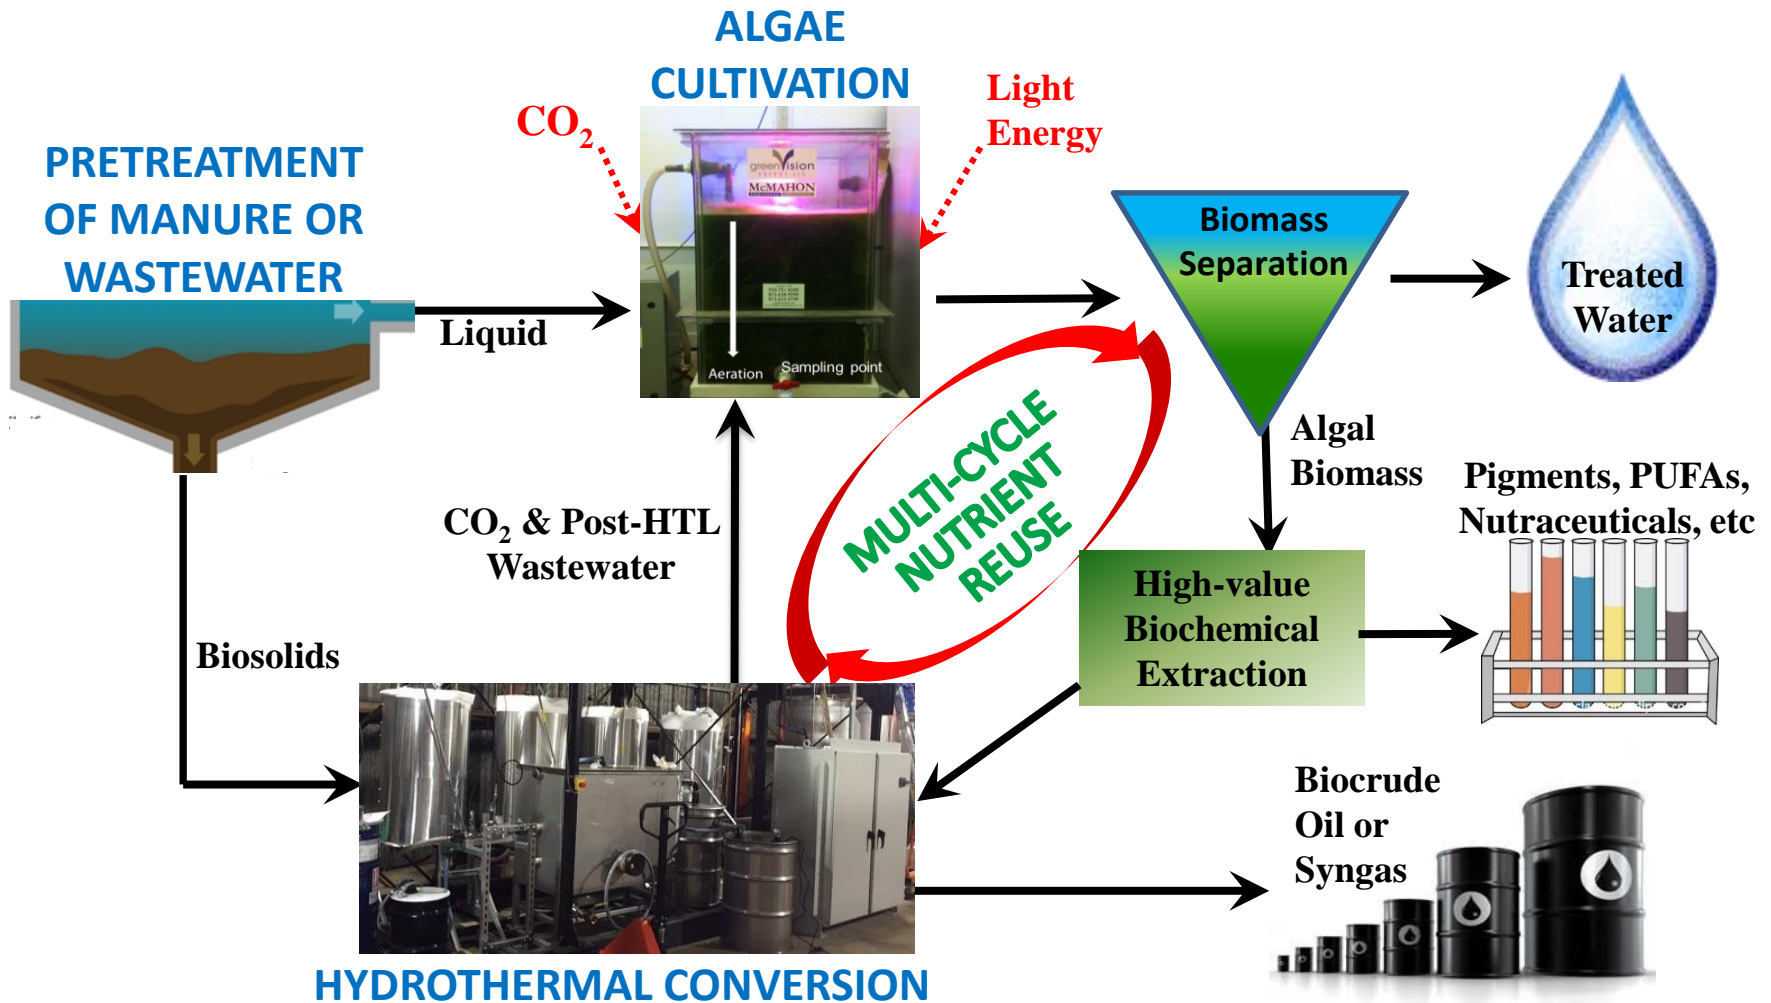 ALGAE
CULTIVATION
CO2
Light
Energy
PRETREATMENT
OF MANURE OR
WASTEWATER
greenVision
McMAHON
Aeration
Sampling point
Liquid
Biomass
Separation
Treated
Water
MULTI-CYCLE
NUTRIENT
REUSE
Algal
Biomass
CO2 & Post-HTL
Wastewater
Pigments, PUFAs,
Nutraceuticals, etc
High-value
Biochemical
Extraction
Biosolids
Biocrude
Oil or
Syngas
HYDROTHERMAL CONVERSION